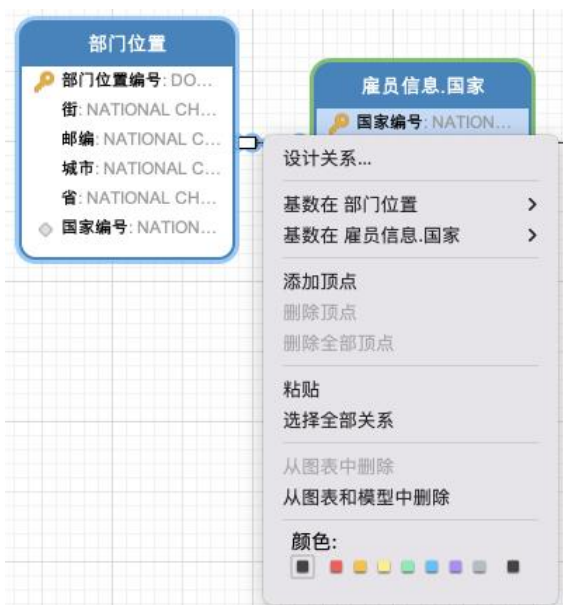 部门位置
部门位置编号: DO...
街: NATIONAL CH...
邮编: NATIONAL C...
城市: NATIONAL C...
省: NATIONAL CH...
国家编号: NATION...
雇员信息.国家
国家编号: NATION...
设计关系...
基数在 部门位置
基数在 雇员信息.国家
添加顶点
删除顶点
删除全部顶点
粘贴
选择全部关系
从图表中删除
从图表和模型中删除
颜色: